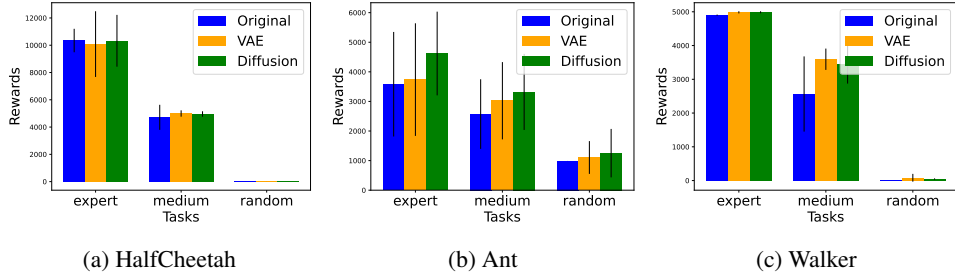 Rewards
12000
10000
8000
6000
4000
2000
0
Original
VAE
Diffusion
expert medium random
Tasks
(a) HalfCheetah
Rewards
6000
5000
4000
3000
2000
1000
0
Original
VAE
Diffusion
expert medium random
Tasks
(b) Ant
Rewards
5000
4000
3000
2000
1000
0
Original
VAE
Diffusion
expert medium random
Tasks
(c) Walker